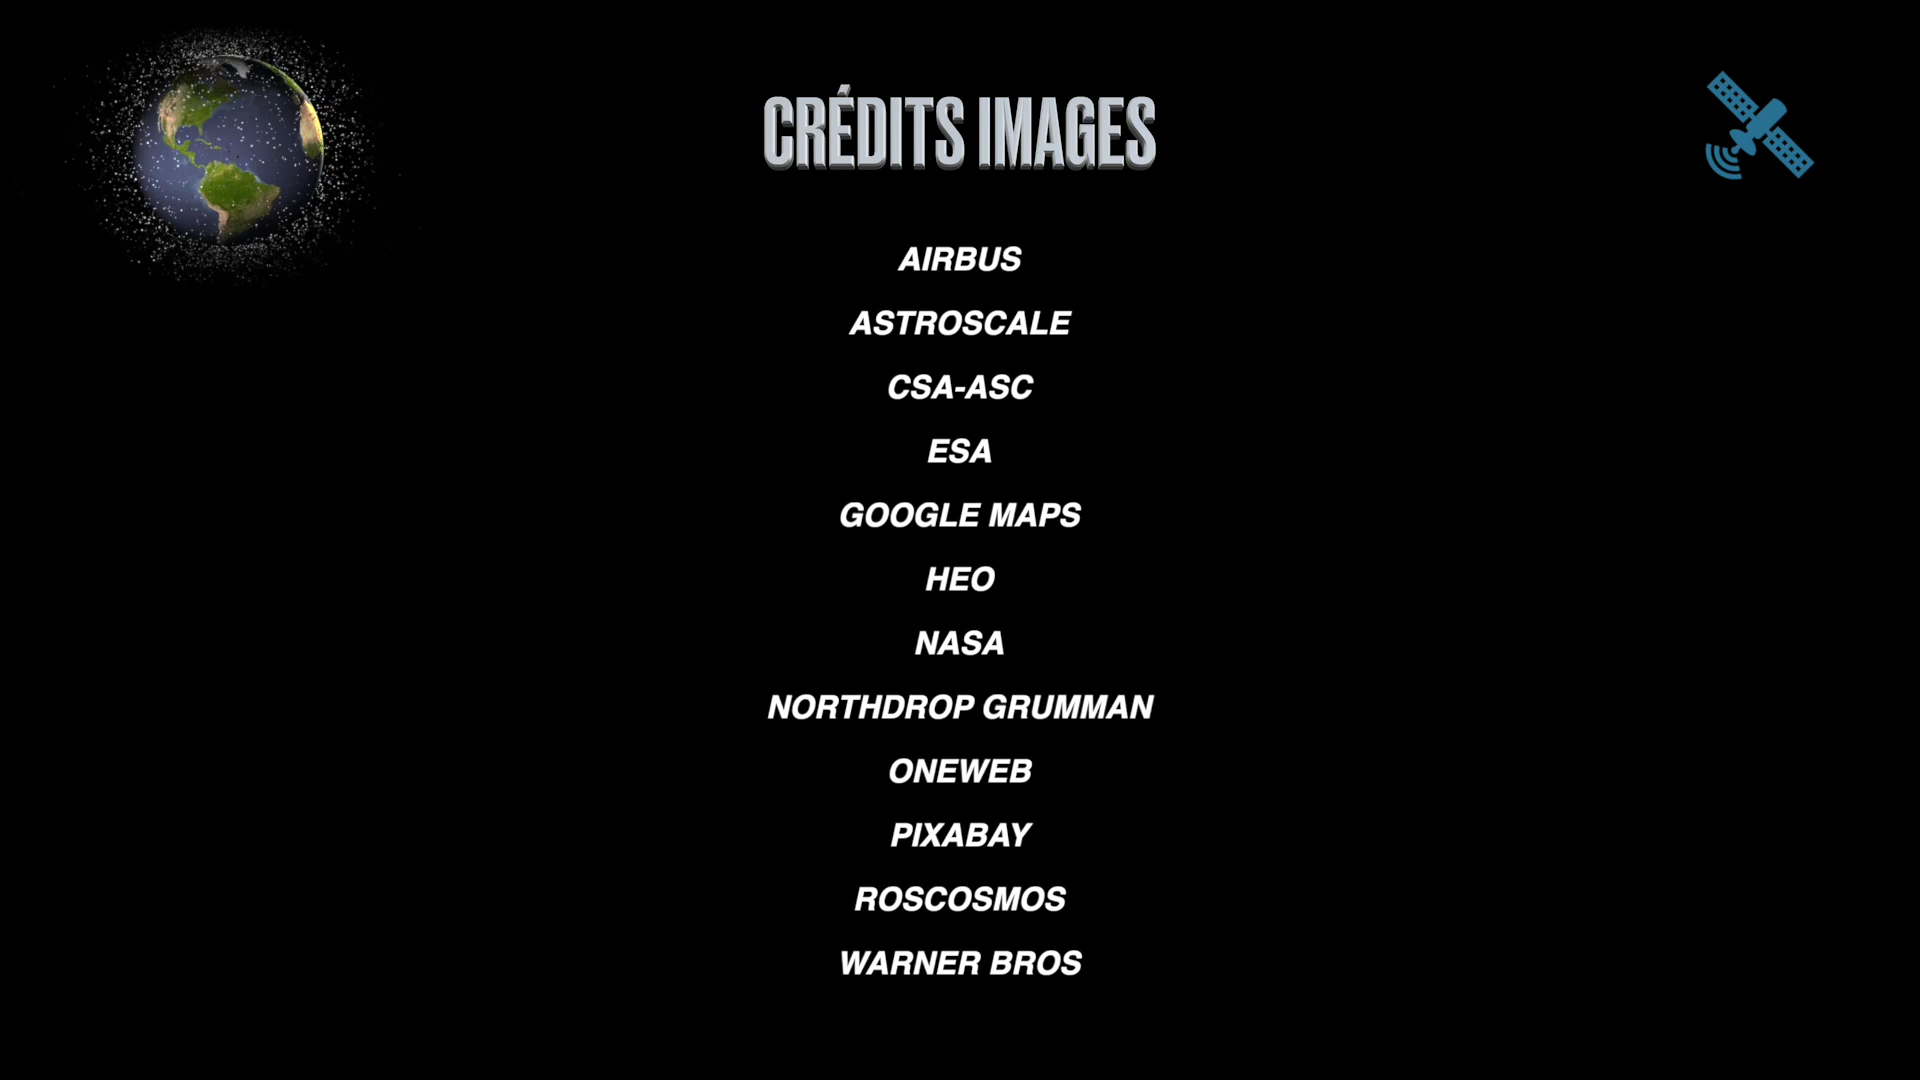 CRÉDITS IMAGES
AIRBUS
ASTROSCALE
CSA-ASC
ESA
GOOGLE MAPS
HEO
NASA
NORTHDROP GRUMMAN
ONEWEB
PIXABAY
ROSCOSMOS
WARNER BROS